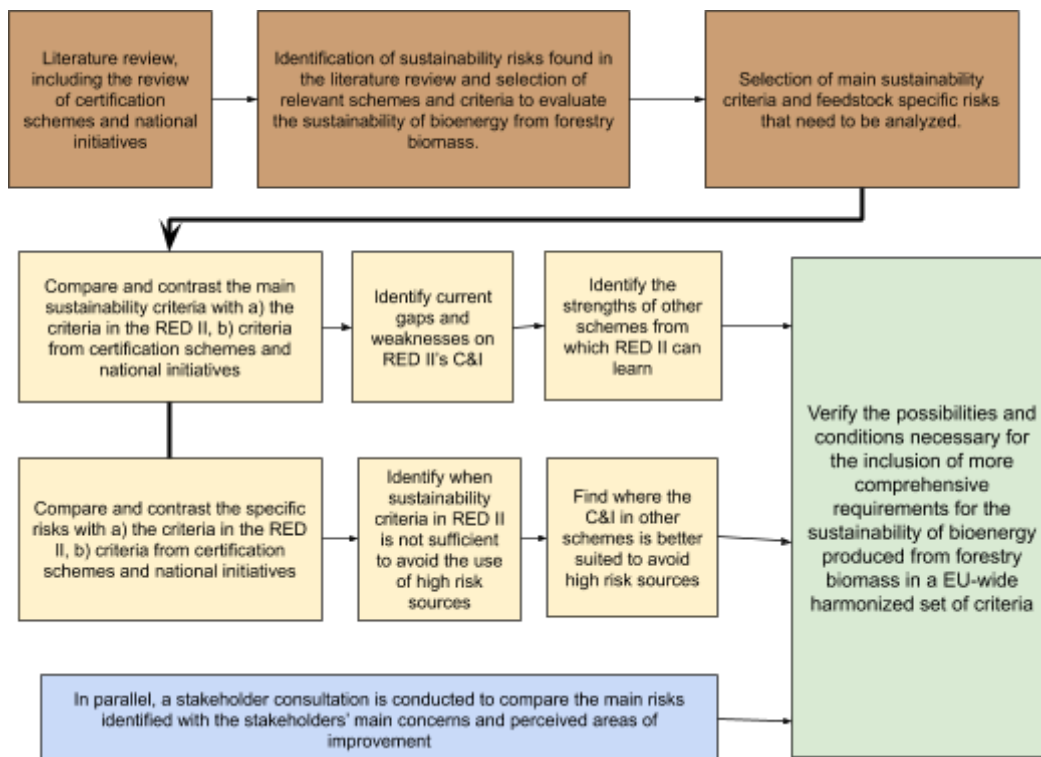 Literature review,
including the review
of certification
schemes and national
initiatives
Identification of sustainability risks found in
the literature review and selection of
relevant schemes and criteria to evaluate
the sustainability of bioenergy from forestry
biomass.
Selection of main sustainability
criteria and feedstock specific risks
that need to be analyzed.
Compare and contrast the main
sustainability criteria with a) the
criteria in the RED II, b) criteria
from certification schemes and
national initiatives
Identify current
gaps and
weaknesses on
RED II's C&I
Identify the
strengths of other
schemes from
which RED II can
learn
Compare and contrast the specific
risks with a) the criteria in the RED
II, b) criteria from certification
schemes and national initiatives
Identify when
sustainability
criteria in RED II
is not sufficient
to avoid the use
of high risk
sources
Find where the
C&I in other
schemes is better
suited to avoid
high risk sources
Verify the possibilities and
conditions necessary for
the inclusion of more
comprehensive
requirements for the
sustainability of bioenergy
produced from forestry
biomass in a EU-wide
harmonized set of criteria
In parallel, a stakeholder consultation is conducted to compare the main risks
identified with the stakeholders' main concerns and perceived areas of
improvement